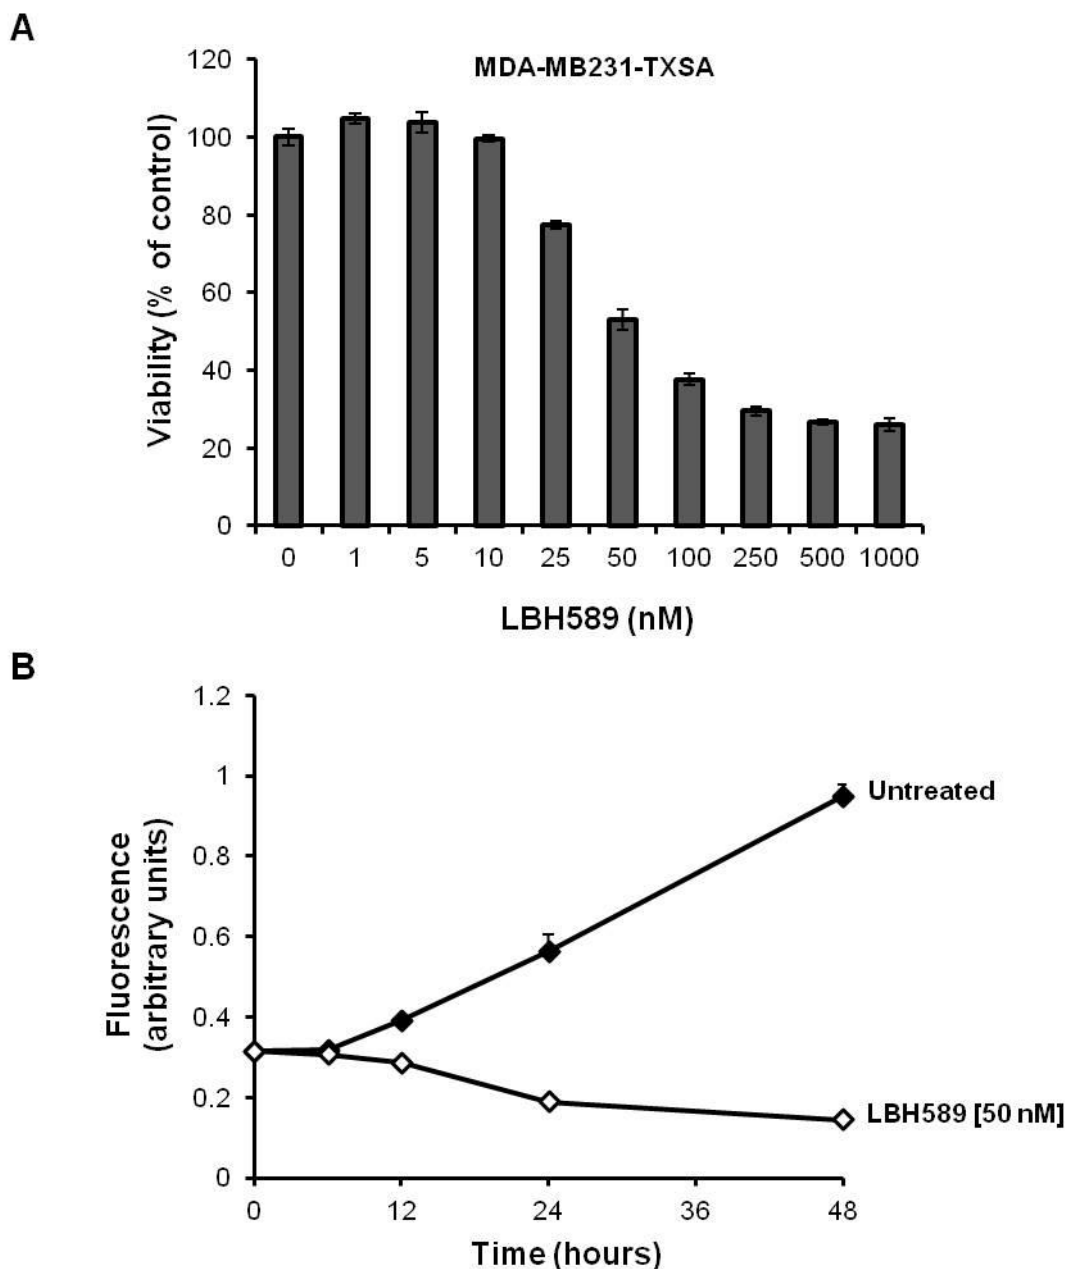 A
MDA-MB231-TXSA
Viability (% of control)
120
100
80
60
40
20
0
0 1 5 10 25 50 100 250 500 1000
LBH589 (nM)
B
Fluorescence
(arbitrary units)
1.2
1
0.8
0.6
0.4
0.2
0
Untreated
LBH589 [50 nM]
0 12 24 36 48
Time (hours)